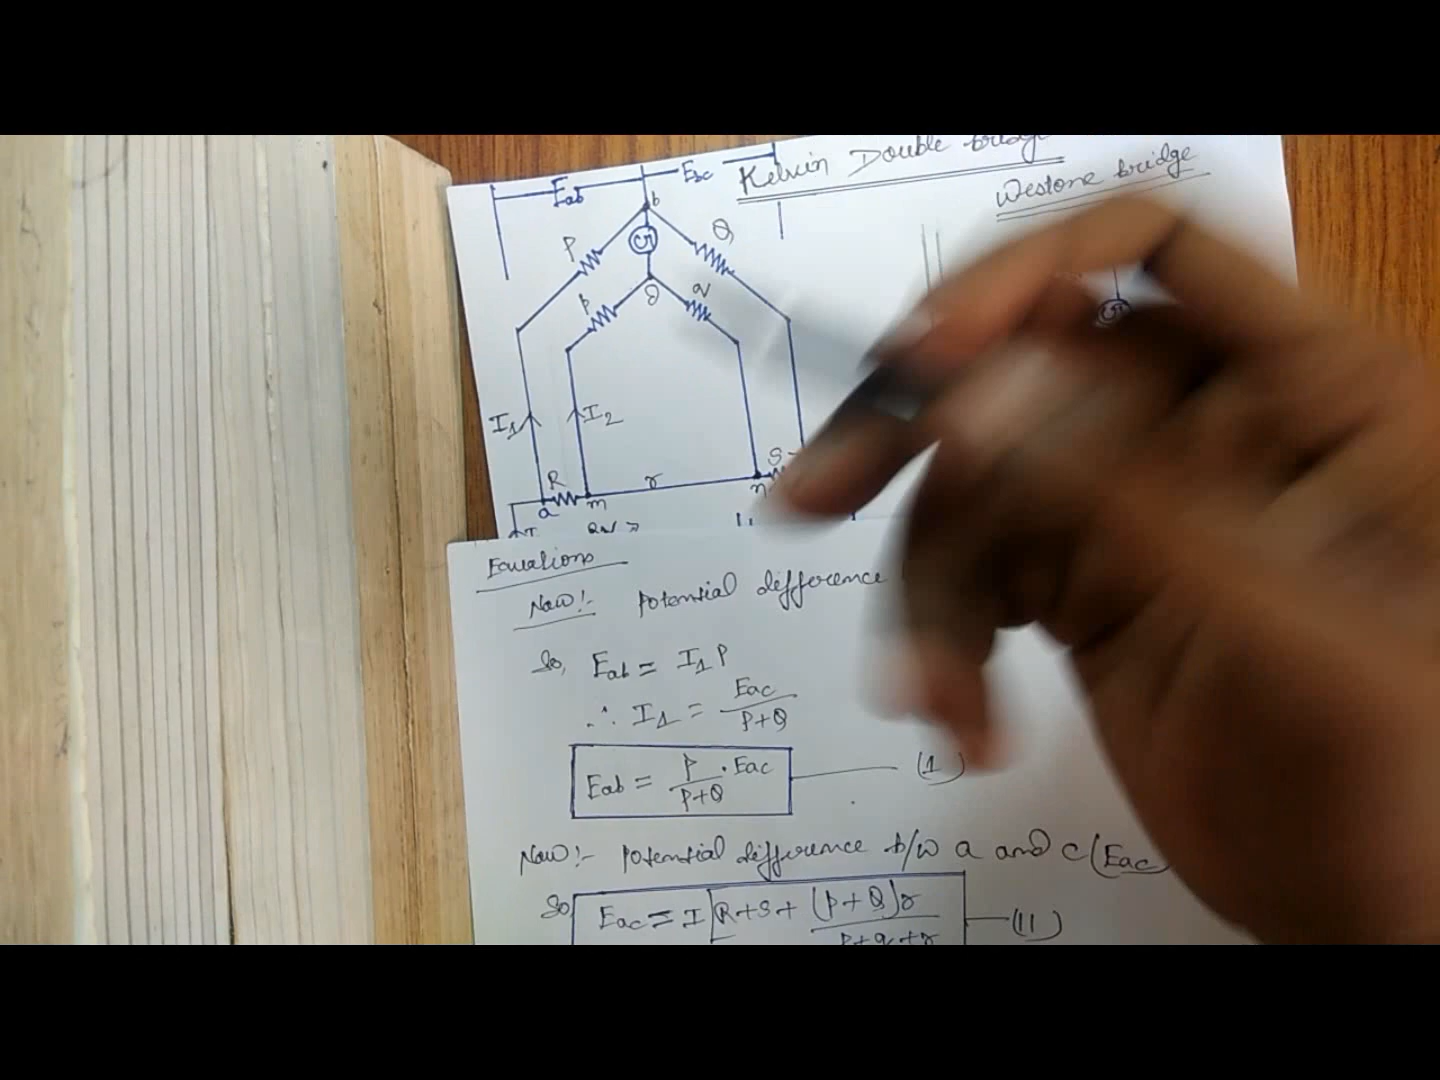 Kelvin Double bridge
Westone bridge
Eab
Ebc
b
P
Q
G
G
p
d
q
I1
I2
R
r
S
a
m
n
Equations
Now:- Potential difference
So, Eab = I1 P
∴ I1 = Eac / P+Q
Eab = P / P+Q . Eac (1)
Now:- Potential difference b/w a and c (Eac
So Eac = I [R+S+ (p+q)r / p+q+r (11)